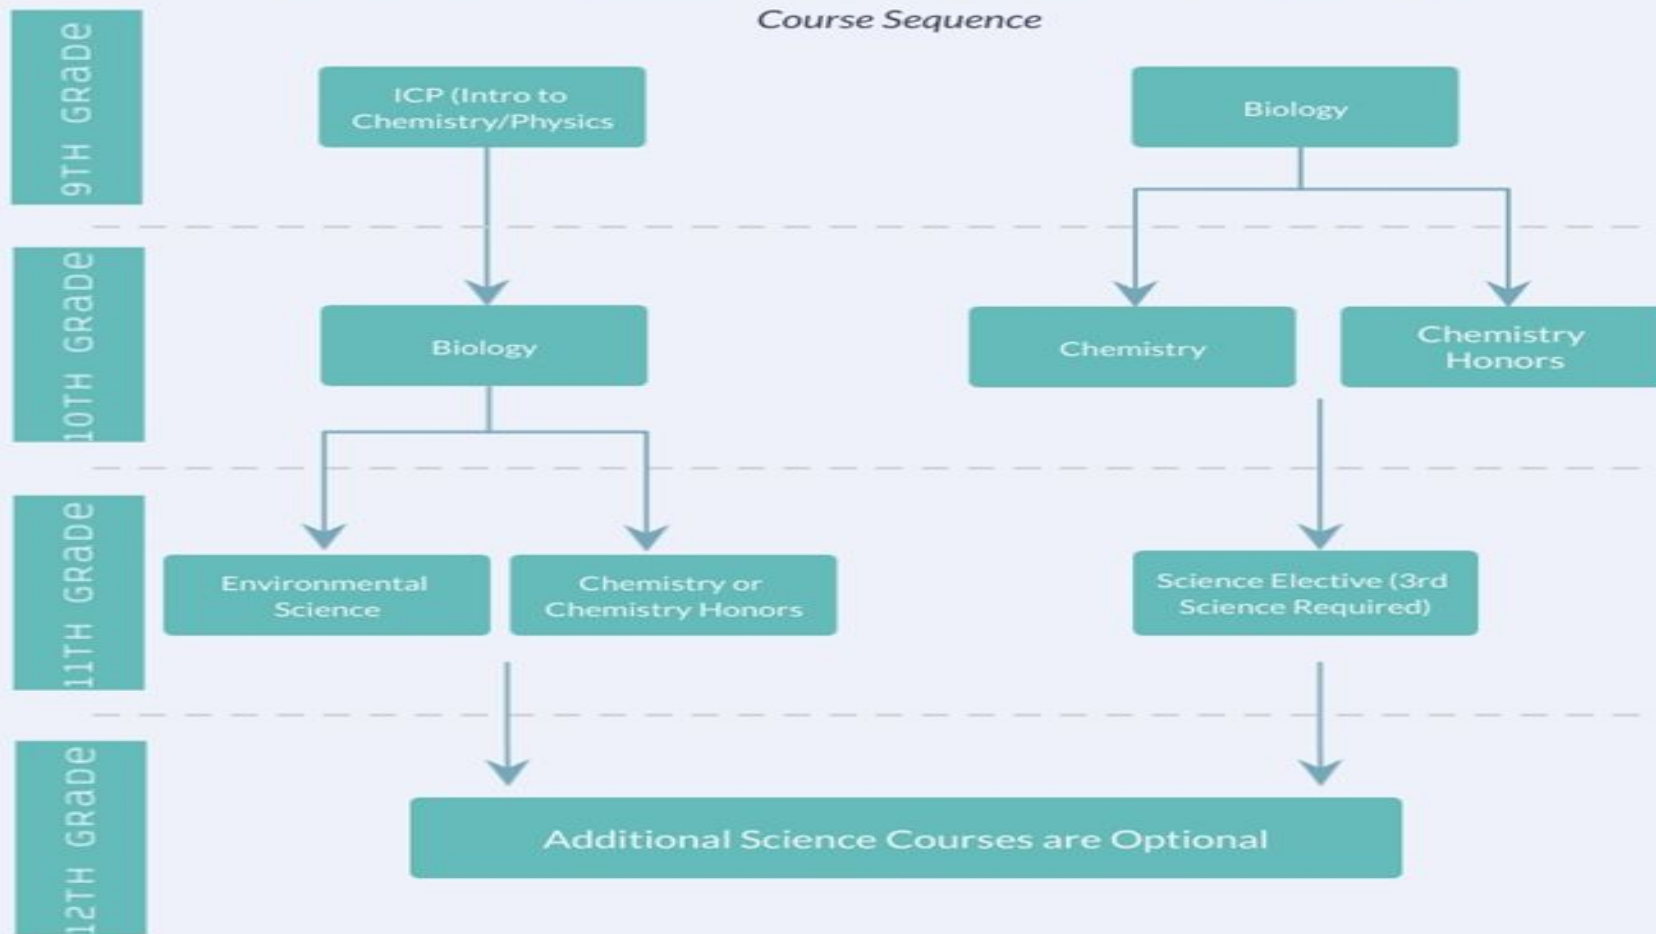 Course Sequence
9TH GRaDe
ICP (Intro to
Chemistry/Physics
Biology
10TH GRaDe
Biology
Chemistry
Chemistry
Honors
11TH GRaDe
Environmental
Science
Chemistry or
Chemistry Honors
Science Elective (3rd
Science Required)
12TH GRaDe
Additional Science Courses are Optional